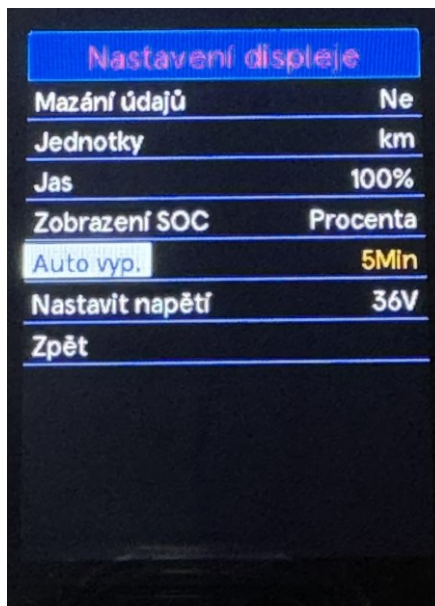 Nastavení displeje
Mazání údajů Ne
Jednotky km
Jas 100%
Zobrazení SOC Procenta
Auto vyp. 5Min
Nastavit napětí 36V
Zpět